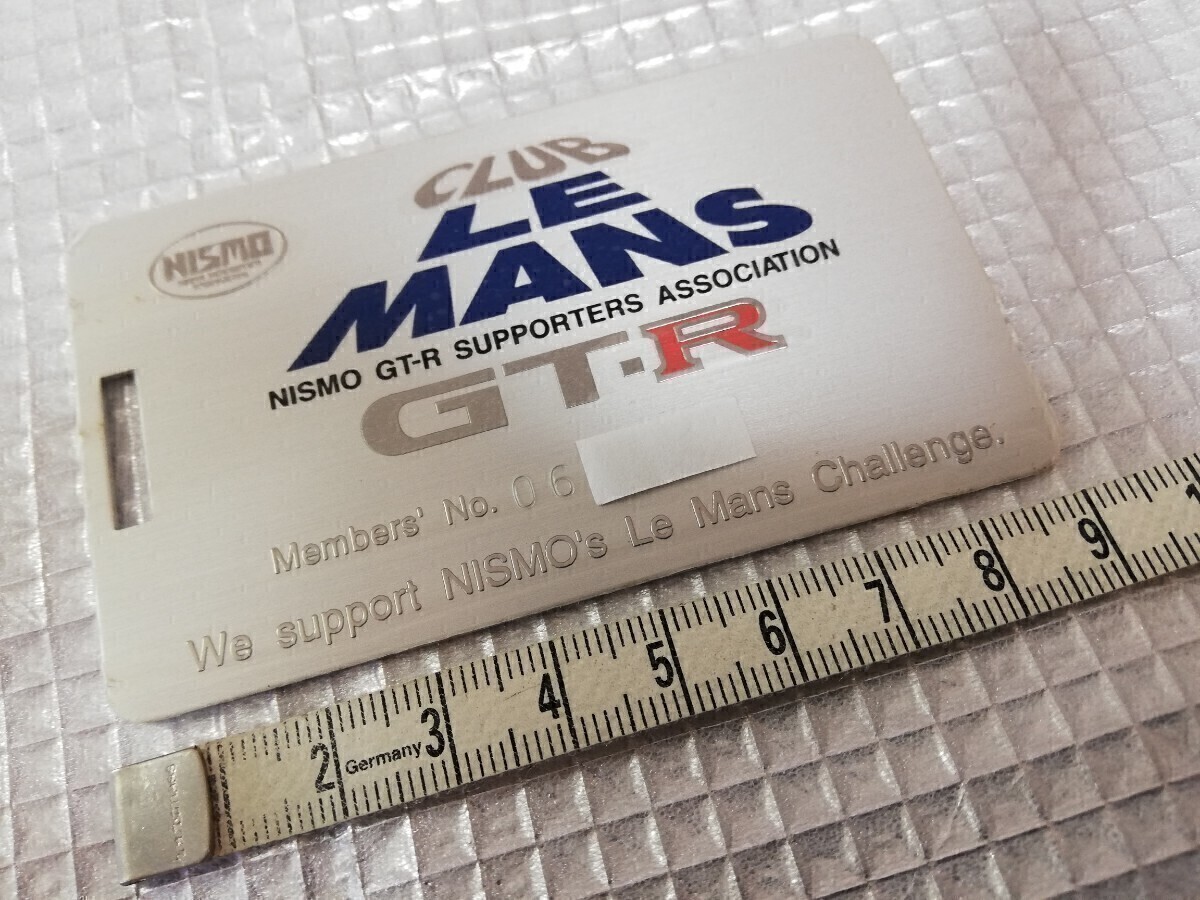 NISMO
CLUB
LE
MANS
NISMO GT-R SUPPORTERS ASSOCIATION
GT-R
Members' No. 06
We support NISMO's Le Mans Challenge.
2 Germany 3 4 5 6 7 8 9 1